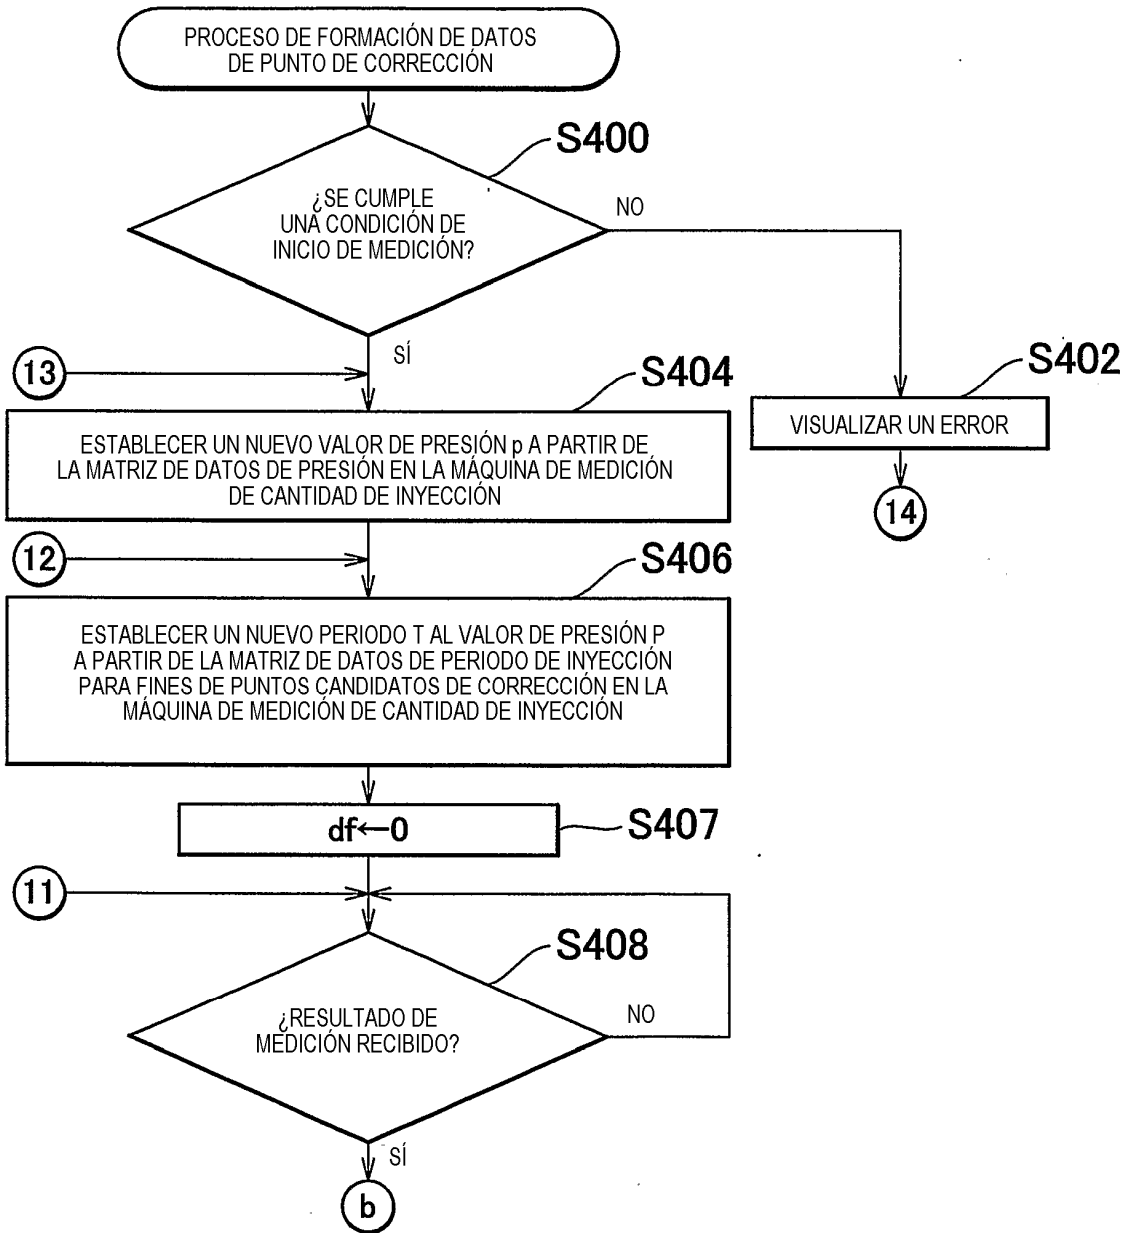 PROCESO DE FORMACIÓN DE DATOS
DE PUNTO DE CORRECCIÓN
S400
¿SE CUMPLE
UNA CONDICIÓN DE
INICIO DE MEDICIÓN?
NO
SÍ
13
S404
S402
ESTABLECER UN NUEVO VALOR DE PRESIÓN p A PARTIR DE
LA MATRIZ DE DATOS DE PRESIÓN EN LA MÁQUINA DE MEDICIÓN
DE CANTIDAD DE INYECCIÓN
VISUALIZAR UN ERROR
14
12
S406
ESTABLECER UN NUEVO PERIODO T AL VALOR DE PRESIÓN P
A PARTIR DE LA MATRIZ DE DATOS DE PERIODO DE INYECCIÓN
PARA FINES DE PUNTOS CANDIDATOS DE CORRECCIÓN EN LA
MÁQUINA DE MEDICIÓN DE CANTIDAD DE INYECCIÓN
df←0
S407
11
S408
¿RESULTADO DE
MEDICIÓN RECIBIDO?
NO
SÍ
b